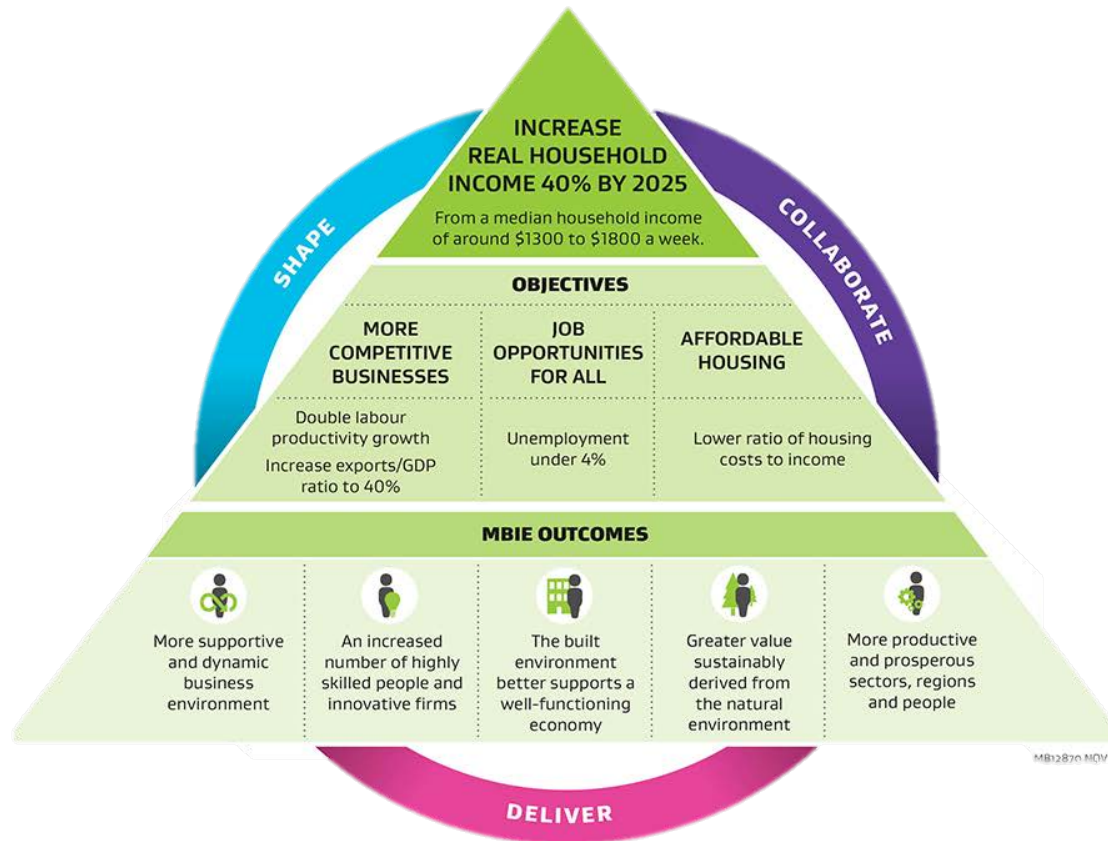 INCREASE
REAL HOUSEHOLD
INCOME 40% BY 2025
From a median household income
of around $1300 to $1800 a week.
SHAPE
COLLABORATE
OBJECTIVES
MORE
COMPETITIVE
BUSINESSES
Double labour
productivity growth
Increase exports/GDP
ratio to 40%
JOB
OPPORTUNITIES
FOR ALL
Unemployment
under 4%
AFFORDABLE
HOUSING
Lower ratio of housing
costs to income
MBIE OUTCOMES
More supportive
and dynamic
business
environment
An increased
number of highly
skilled people and
innovative firms
The built
environment
better supports a
well-functioning
economy
Greater value
sustainably
derived from
the natural
environment
More productive
and prosperous
sectors, regions
and people
MB12870 NOV
DELIVER